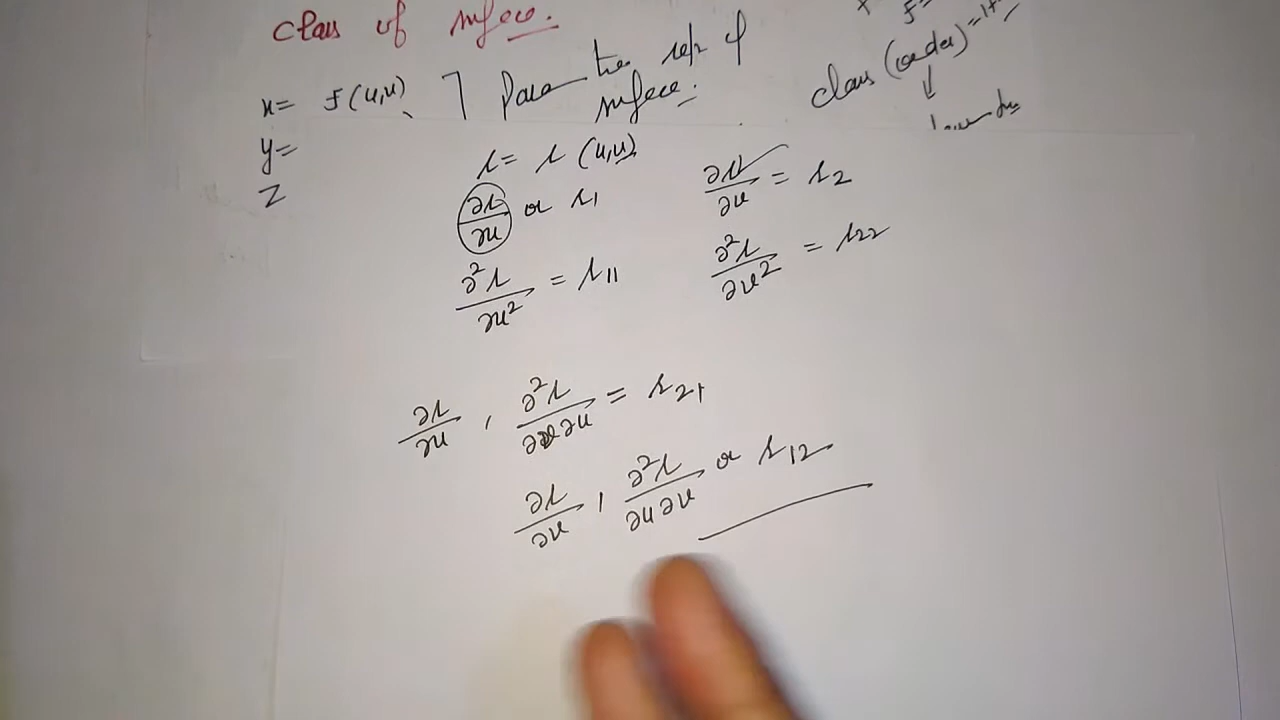 class of surface.
x = f(u,v) ] Parametric rep of surface.
class (order)
y =
z
r = r (u,v)
∂r/∂u or r₁
∂r/∂v = r₂
∂²r/∂u² = r₁₁
∂²r/∂v² = r₂₂
∂r/∂u , ∂²r/∂v∂u = r₂₁
∂r/∂v , ∂²r/∂u∂v or r₁₂